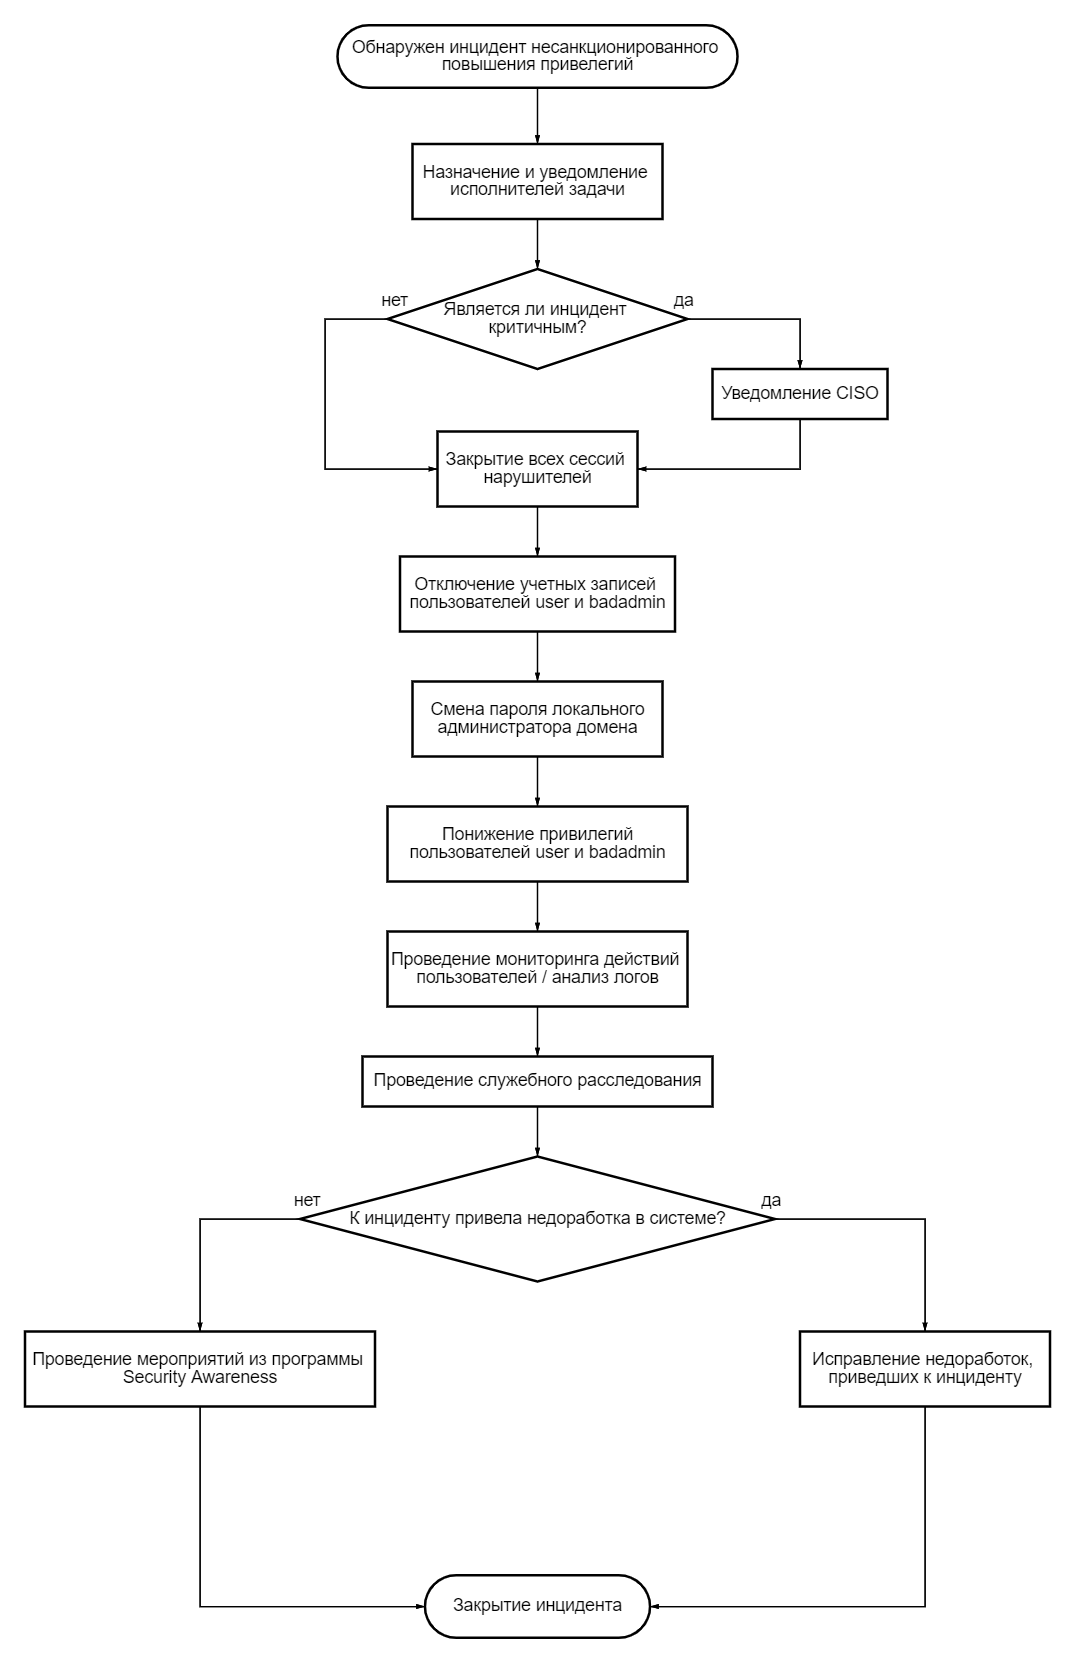 Обнаружен инцидент несанкционированного
повышения привелегий
Назначение и уведомление
исполнителей задачи
нет
да
Является ли инцидент
критичным?
Уведомление CISO
Закрытие всех сессий
нарушителей
Отключение учетных записей
пользователей user и badadmin
Смена пароля локального
администратора домена
Понижение привилегий
пользователей user и badadmin
Проведение мониторинга действий
пользователей / анализ логов
Проведение служебного расследования
нет
да
К инциденту привела недоработка в системе?
Проведение мероприятий из программы
Security Awareness
Исправление недоработок,
приведших к инциденту
Закрытие инцидента